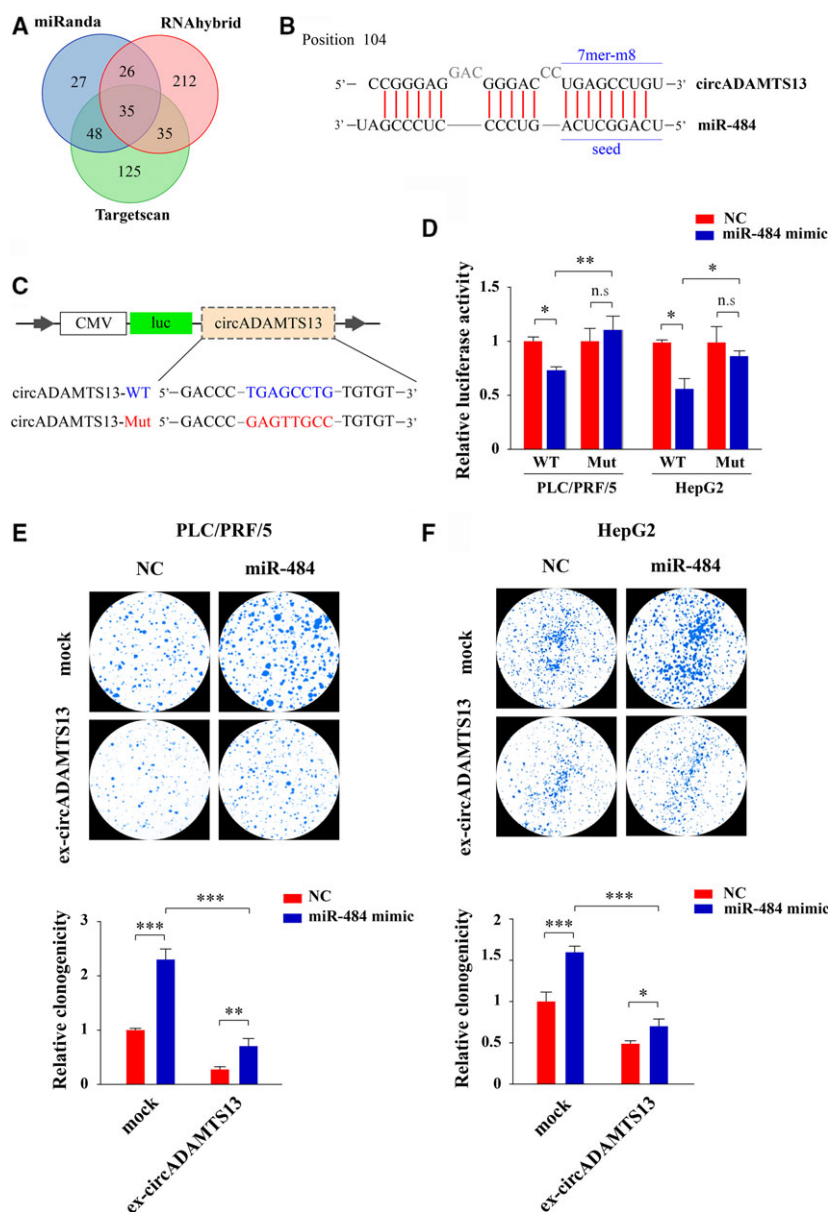 A
miRanda
RNAhybrid
27
26
212
35
48
35
125
Targetscan
B
Position 104
7mer-m8
5'– CCGGGAG GAC GGGAC CC UGAGCCUGU –3' circADAMTS13
3'–UAGCCCUC — CCCUG – ACUCGGACU –5' miR-484
seed
C
CMV
luc
circADAMTS13
circADAMTS13-WT 5'–GACCC–TGAGCCTG–TGTGT–3'
circADAMTS13-Mut 5'–GACCC–GAGTTGCC–TGTGT–3'
D
NC
miR-484 mimic
Relative luciferase activity
1.5
1
0.5
0
*
**
n.s
*
*
n.s
WT Mut WT Mut
PLC/PRF/5 HepG2
E
PLC/PRF/5
NC miR-484
mock
ex-circADAMTS13
NC
miR-484 mimic
Relative clonogenicity
3
2
1
0
***
***
**
mock
ex-circADAMTS13
F
HepG2
NC miR-484
mock
ex-circADAMTS13
NC
miR-484 mimic
Relative clonogenicity
2
1.5
1
0.5
0
***
***
*
mock
ex-circADAMTS13